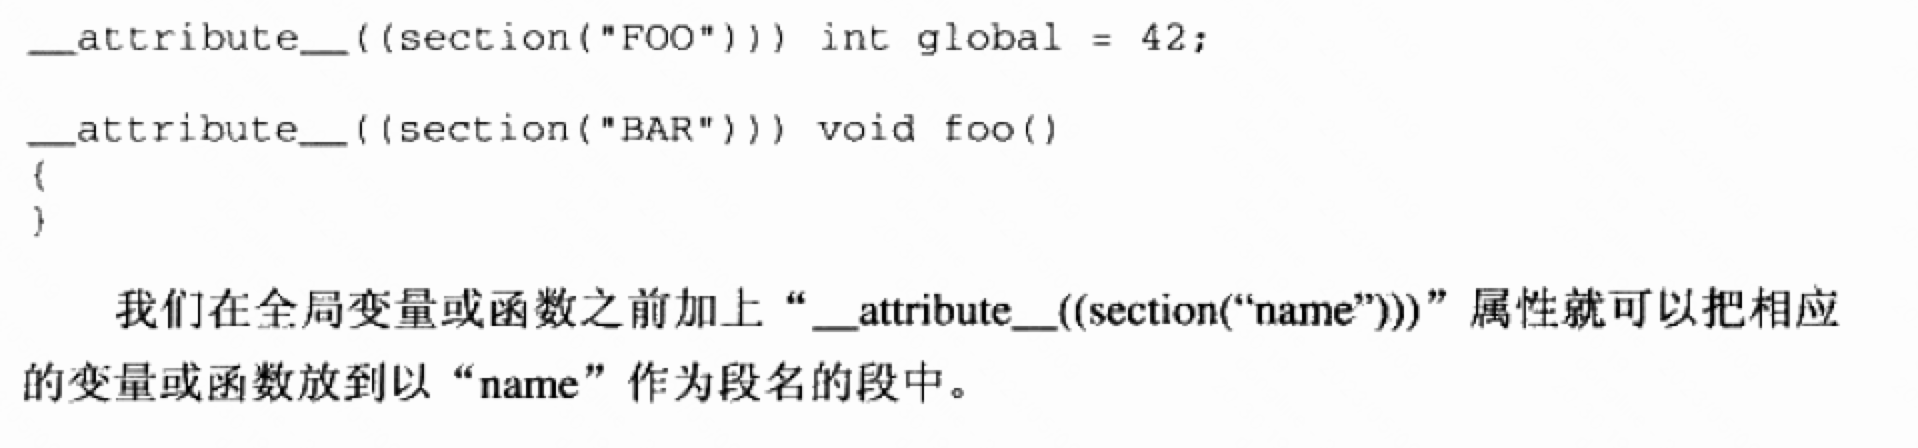 __attribute__((section("FOO"))) int global = 42;
__attribute__((section("BAR"))) void foo()
{
}
我们在全局变量或函数之前加上“__attribute__((section(“name”)))”属性就可以把相应
的变量或函数放到以“name”作为段名的段中。